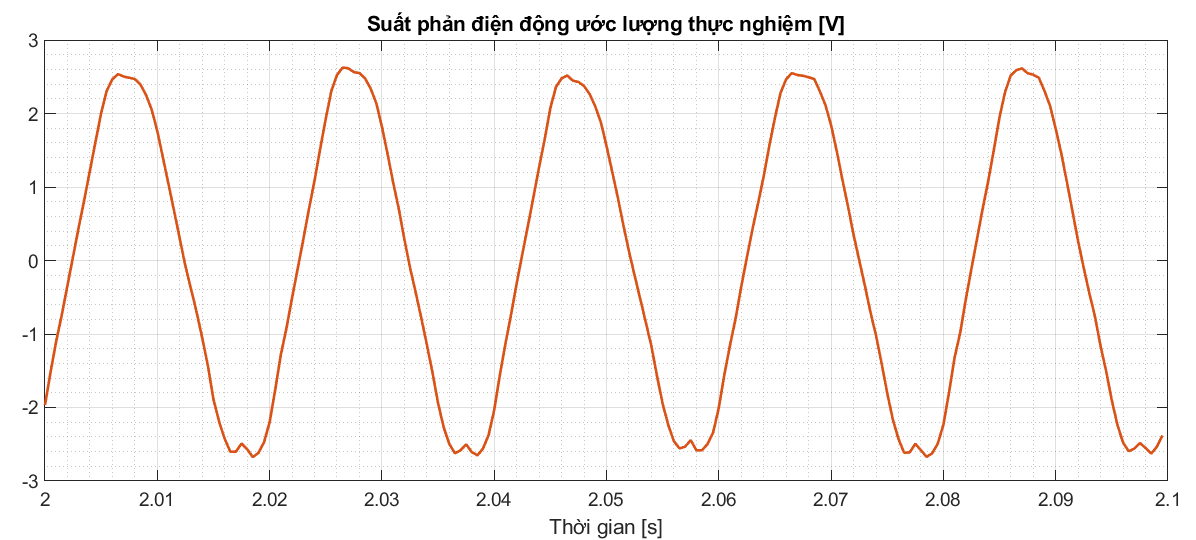 Suất phản điện động ước lượng thực nghiệm [V]
3
2
1
0
-1
-2
-3
2 2.01 2.02 2.03 2.04 2.05 2.06 2.07 2.08 2.09 2.1
Thời gian [s]